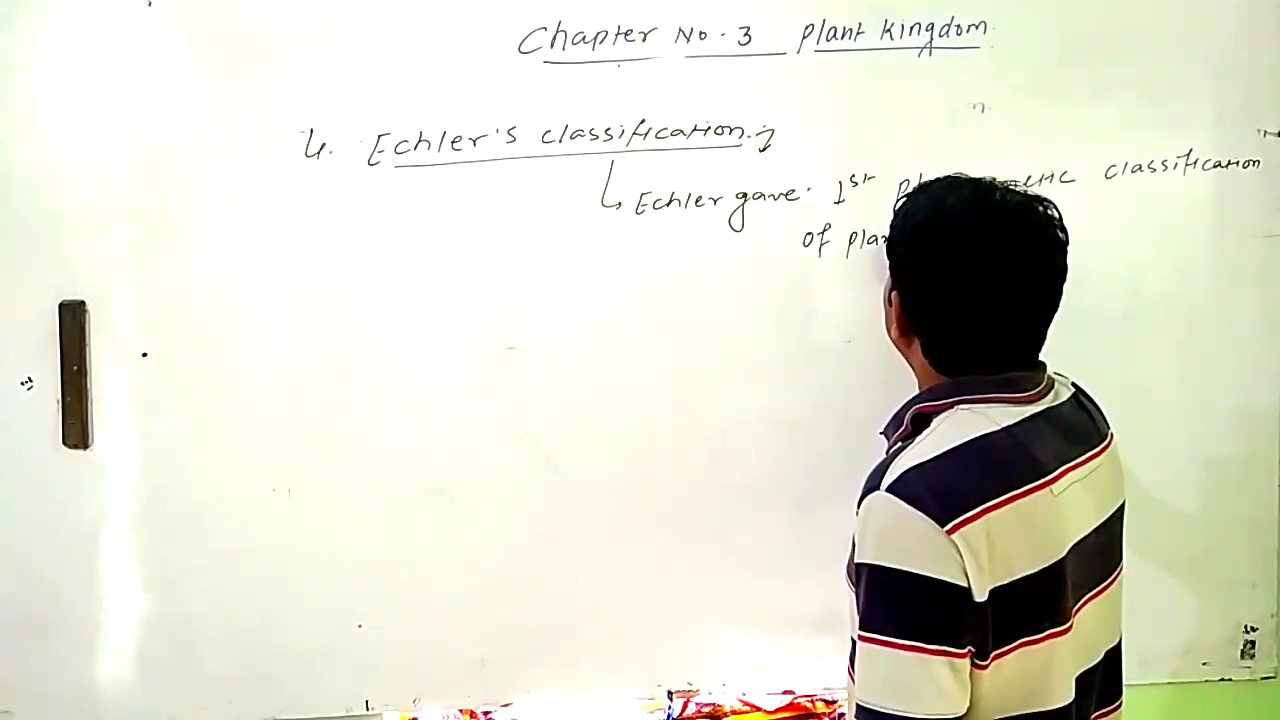 Chapter No. 3 Plant Kingdom
4. Echler's classification.
Echler gave. 1st classification
of